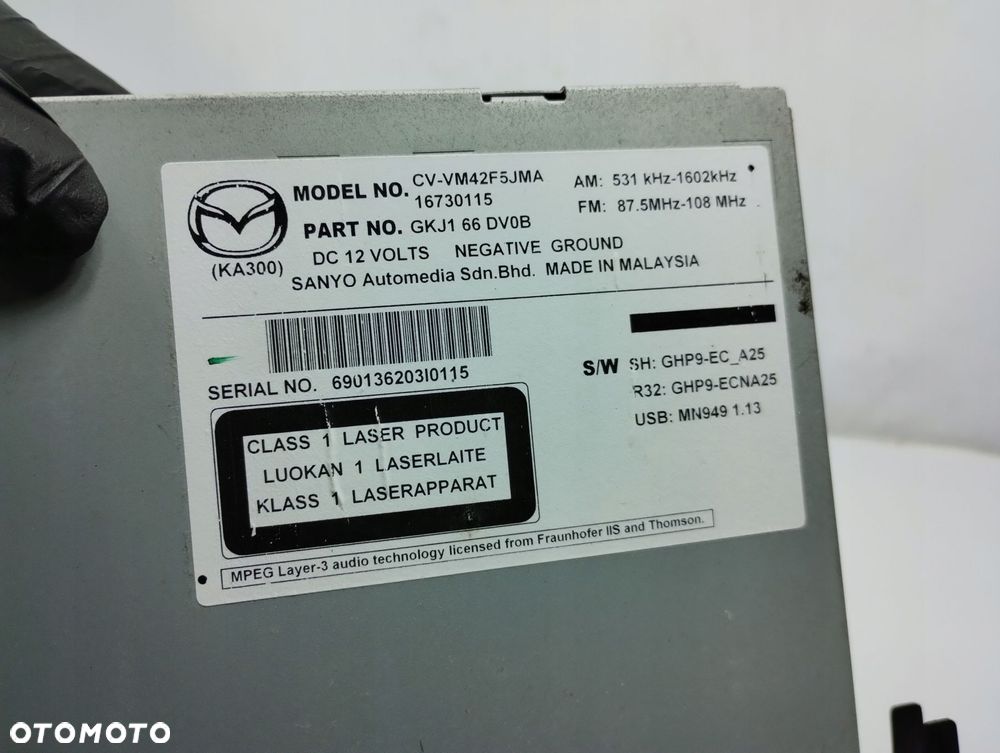 MODEL NO. CV-VM42F5JMA
16730115
AM: 531 kHz-1602kHz
FM: 87.5MHz-108 MHz
PART NO. GKJ1 66 DV0B
(KA300)
DC 12 VOLTS NEGATIVE GROUND
SANYO Automedia Sdn.Bhd. MADE IN MALAYSIA
SERIAL NO. 690136203I0115
S/W SH: GHP9-EC_A25
R32: GHP9-ECNA25
USB: MN949 1.13
CLASS 1 LASER PRODUCT
LUOKAN 1 LASERLAITE
KLASS 1 LASERAPPARAT
MPEG Layer-3 audio technology licensed from Fraunhofer IIS and Thomson.
OTOMOTO